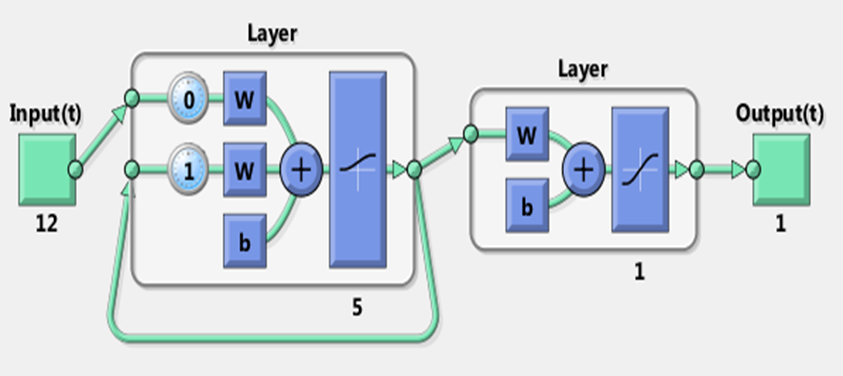 Layer
Layer
Input(t)
Output(t)
0
W
1
W
b
+
W
b
+
12
5
1
1